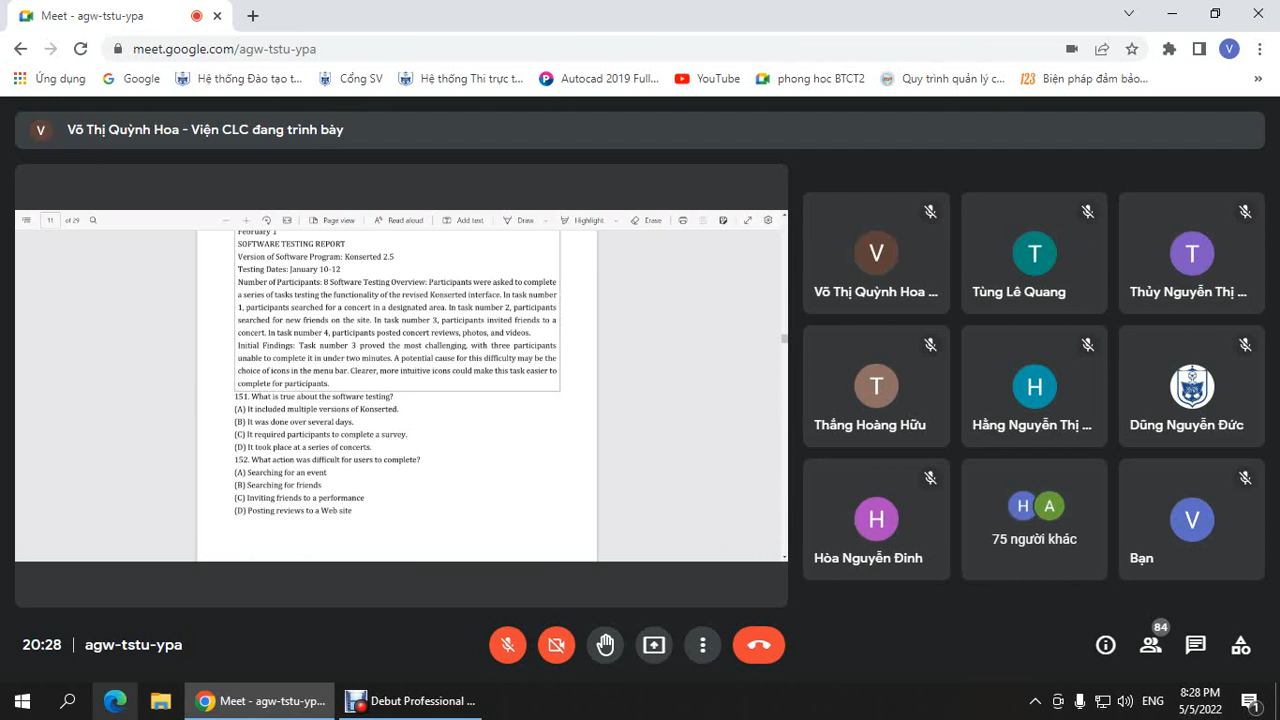 Meet - agw-tstu-ypa
meet.google.com/agw-tstu-ypa
V
Ứng dụng
Google
Hệ thống Đào tạo t...
Cổng SV
Hệ thống Thi trực t...
Autocad 2019 Full...
YouTube
phong hoc BTCT2
Quy trình quản lý c...
123 Biện pháp đảm bảo...
»
V Võ Thị Quỳnh Hoa - Viện CLC đang trình bày
11 of 29 Page view Read aloud Add text Draw Highlight Erase
February 1
SOFTWARE TESTING REPORT
Version of Software Program: Konserted 2.5
Testing Dates: January 10-12
Number of Participants: 8 Software Testing Overview: Participants were asked to complete
a series of tasks testing the functionality of the revised Konserted interface. In task number
1, participants searched for a concert in a designated area. In task number 2, participants
searched for new friends on the site. In task number 3, participants invited friends to a
concert. In task number 4, participants posted concert reviews, photos, and videos.
Initial Findings: Task number 3 proved the most challenging, with three participants
unable to complete it in under two minutes. A potential cause for this difficulty may be the
choice of icons in the menu bar. Clearer, more intuitive icons could make this task easier to
complete for participants.
151. What is true about the software testing?
(A) It included multiple versions of Konserted.
(B) It was done over several days.
(C) It required participants to complete a survey.
(D) It took place at a series of concerts.
152. What action was difficult for users to complete?
(A) Searching for an event
(B) Searching for friends
(C) Inviting friends to a performance
(D) Posting reviews to a Web site
V
Võ Thị Quỳnh Hoa ...
T
Tùng Lê Quang
T
Thủy Nguyễn Thị ...
T
Thắng Hoàng Hữu
H
Hằng Nguyễn Thị ...
Dũng Nguyễn Đức
H
Hòa Nguyễn Đinh
H A
75 người khác
V
Bạn
20:28 | agw-tstu-ypa
84
Meet - agw-tstu-yp...
Debut Professional ...
ENG
8:28 PM
5/5/2022
1